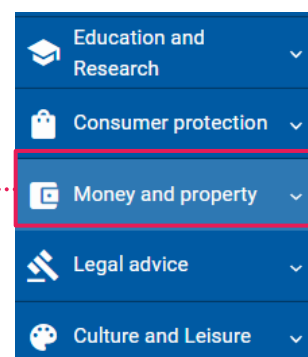 Education and
Research
Consumer protection
Money and property
Legal advice
Culture and Leisure